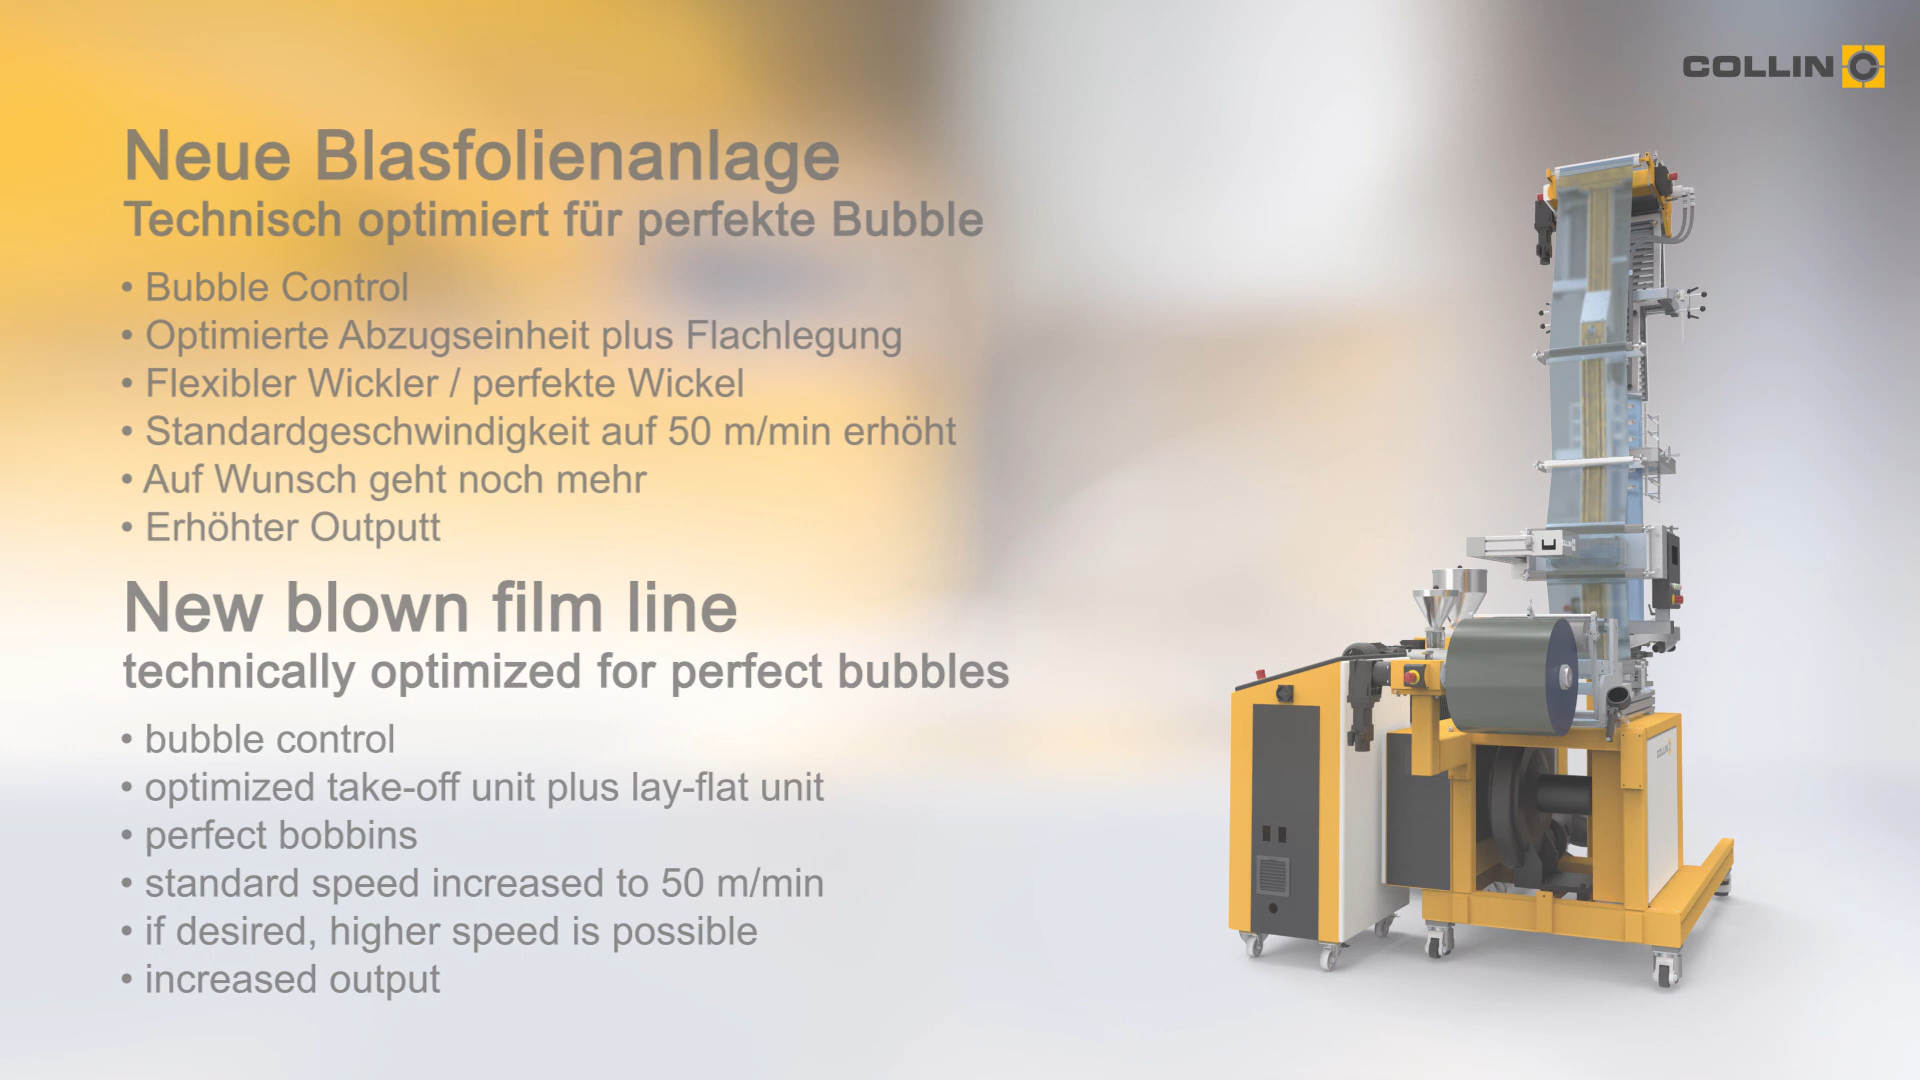 COLLIN
Neue Blasfolienanlage
Technisch optimiert für perfekte Bubble
• Bubble Control
• Optimierte Abzugseinheit plus Flachlegung
• Flexibler Wickler / perfekte Wickel
• Standardgeschwindigkeit auf 50 m/min erhöht
• Auf Wunsch geht noch mehr
• Erhöhter Outputt
New blown film line
technically optimized for perfect bubbles
• bubble control
• optimized take-off unit plus lay-flat unit
• perfect bobbins
• standard speed increased to 50 m/min
• if desired, higher speed is possible
• increased output
COLLIN